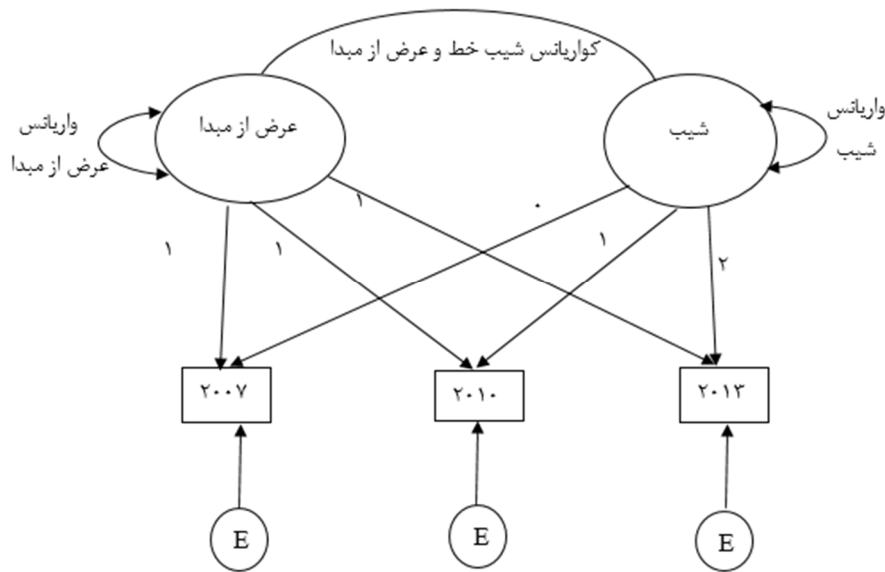 کواریانس شیب خط و عرض از مبدا
عرض از مبدا
شیب
واریانس
عرض از مبدا
واریانس
شیب
۱
۱
۱
۰
۱
۲
۲۰۰۷
۲۰۱۰
۲۰۱۳
E
E
E